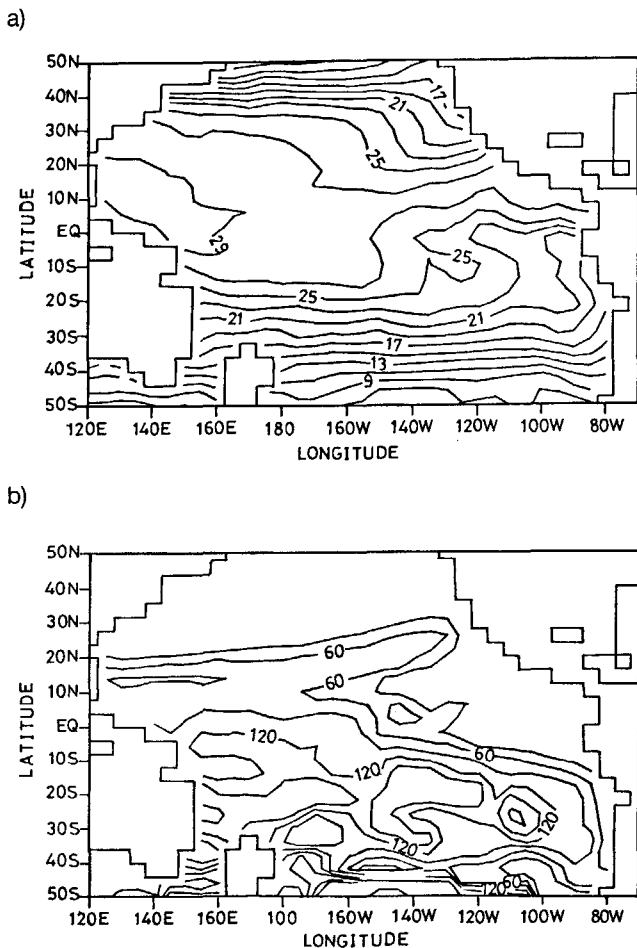 a)
50N
40N
30N
20N
10N
EQ
10S
20S
30S
40S
50S
LATITUDE
17
21
25
29
25
25
21
21
17
13
9
120E 140E 160E 180 160W 140W 120W 100W 80W
LONGITUDE
b)
50N
40N
30N
20N
10N
EQ
10S
20S
30S
40S
50S
LATITUDE
60
60
120
60
120
120
120
120
60
120E 140E 160E 100 160W 140W 120W 100W 80W
LONGITUDE